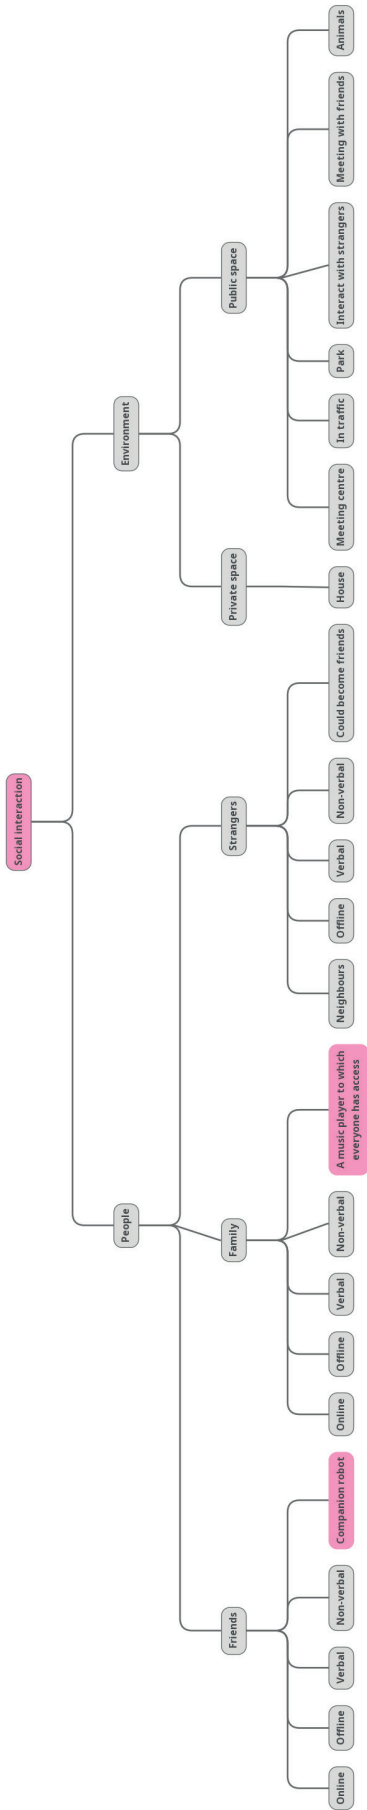 Social interaction
People
Environment
Friends
Family
Strangers
Private space
Public space
Online
Offline
Verbal
Non-verbal
Companion robot
Online
Offline
Verbal
Non-verbal
A music player to which
everyone has access
Neighbours
Offline
Verbal
Non-verbal
Could become friends
House
Meeting centre
In traffic
Park
Interact with strangers
Meeting with friends
Animals